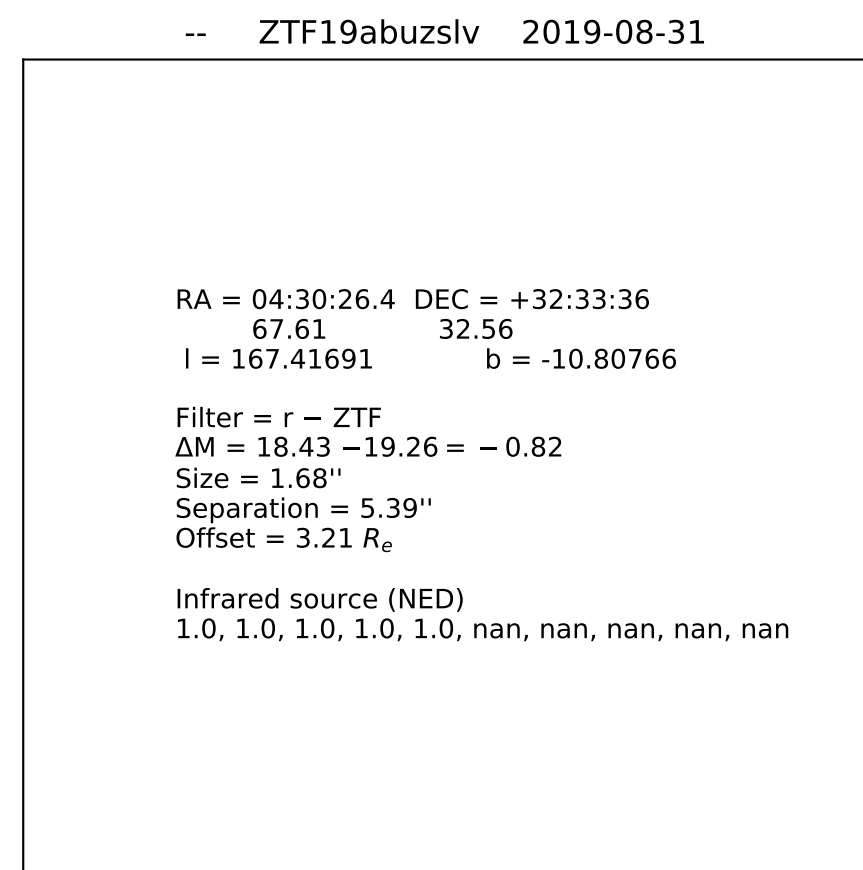 -- ZTF19abuzslv 2019-08-31
RA = 04:30:26.4 DEC = +32:33:36
67.61 32.56
l = 167.41691 b = -10.80766
Filter = r − ZTF
ΔM = 18.43 −19.26 = − 0.82
Size = 1.68''
Separation = 5.39''
Offset = 3.21 Re
Infrared source (NED)
1.0, 1.0, 1.0, 1.0, 1.0, nan, nan, nan, nan, nan